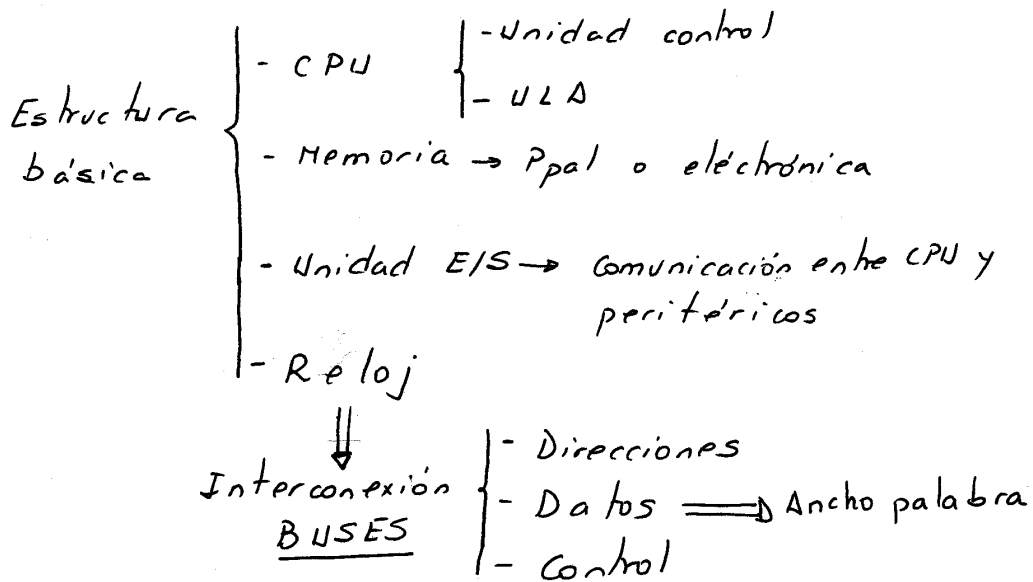 Estructura básica
- CPU
- Unidad control
- ULA
- Memoria → Ppal o eléctrónica
- Unidad E/S → Comunicación entre CPU y
periféricos
- Reloj
Interconexión
BUSES
- Direcciones
- Datos ⇒ Ancho palabra
- Control